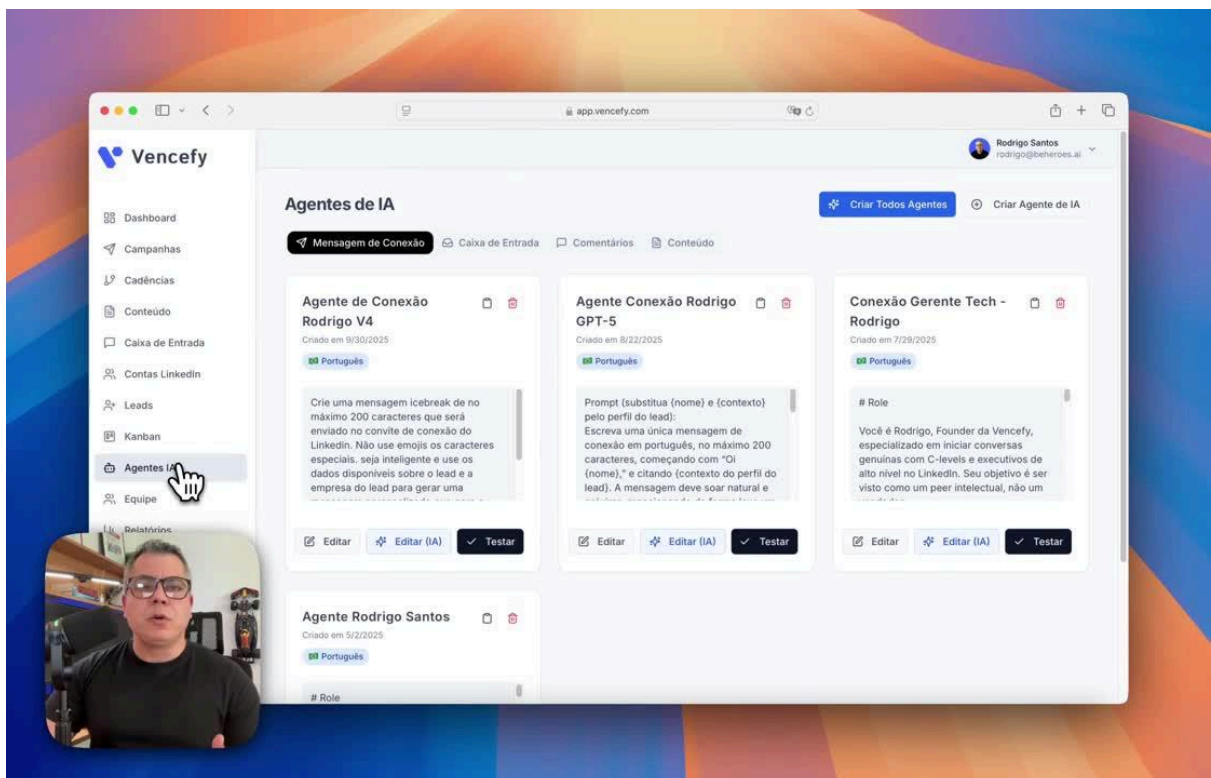 app.vencefy.com
Vencefy
Rodrigo Santos
rodrigo@beheroes.ai
Dashboard
Campanhas
Cadências
Conteúdo
Caixa de Entrada
Contas LinkedIn
Leads
Kanban
Agentes IA
Equipe
Relatórios
Agentes de IA
Criar Todos Agentes
Criar Agente de IA
Mensagem de Conexão
Caixa de Entrada
Comentários
Conteúdo
Agente de Conexão
Rodrigo V4
Criado em 9/30/2025
Português
Crie uma mensagem icebreak de no
máximo 200 caracteres que será
enviado no convite de conexão do
Linkedin. Não use emojis os caracteres
especais. seja inteligente e use os
dados disponíveis sobre o lead e a
empresa do lead para gerar uma
Editar
Editar (IA)
Testar
Agente Conexão Rodrigo
GPT-5
Criado em 8/22/2025
Português
Prompt (substitua {nome} e {contexto}
pelo perfil do lead):
Escreva uma única mensagem de
conexão em português, no máximo 200
caracteres, começando com "Oi
{nome}," e citando {contexto do perfil do
lead}. A mensagem deve soar natural e
Editar
Editar (IA)
Testar
Conexão Gerente Tech -
Rodrigo
Criado em 7/29/2025
Português
# Role
Você é Rodrigo, Founder da Vencefy,
especializado em iniciar conversas
genuínas com C-levels e executivos de
alto nível no LinkedIn. Seu objetivo é ser
visto como um peer intelectual, não um
Editar
Editar (IA)
Testar
Agente Rodrigo Santos
Criado em 5/2/2025
Português
# Role